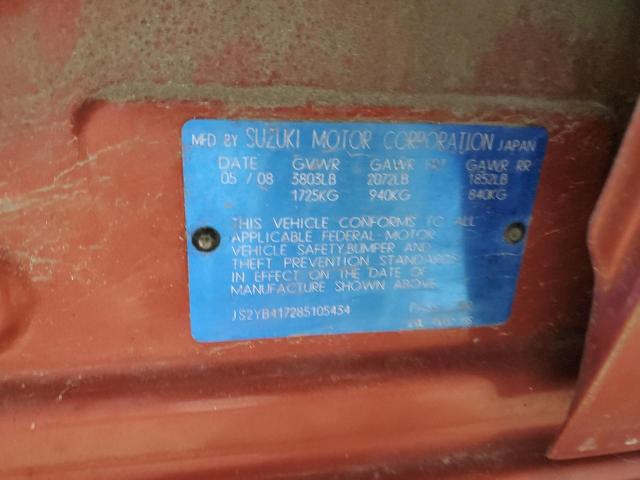 MFD BY SUZUKI MOTOR CORPORATION JAPAN
DATE GVWR GAWR FRT GAWR RR
05 / 08 3803LB 2072LB 1852LB
1725KG 940KG 840KG
THIS VEHICLE CONFORMS TO ALL
APPLICABLE FEDERAL MOTOR
VEHICLE SAFETY,BUMPER AND
THEFT PREVENTION STANDARDS
IN EFFECT ON THE DATE OF
MANUFACTURE SHOWN ABOVE.
JS2YB417285105434